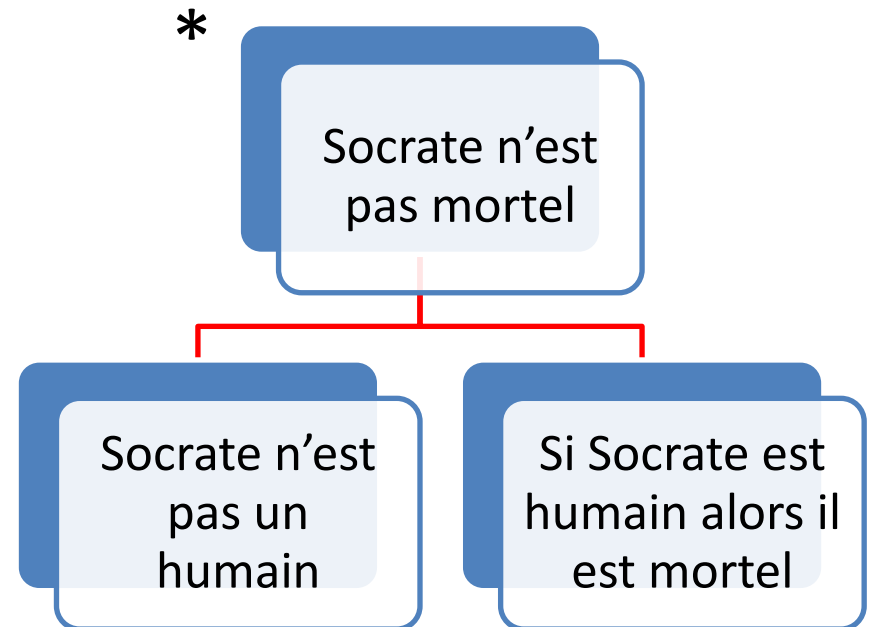 *
Socrate n’est
pas mortel
Socrate n’est
pas un
humain
Si Socrate est
humain alors il
est mortel